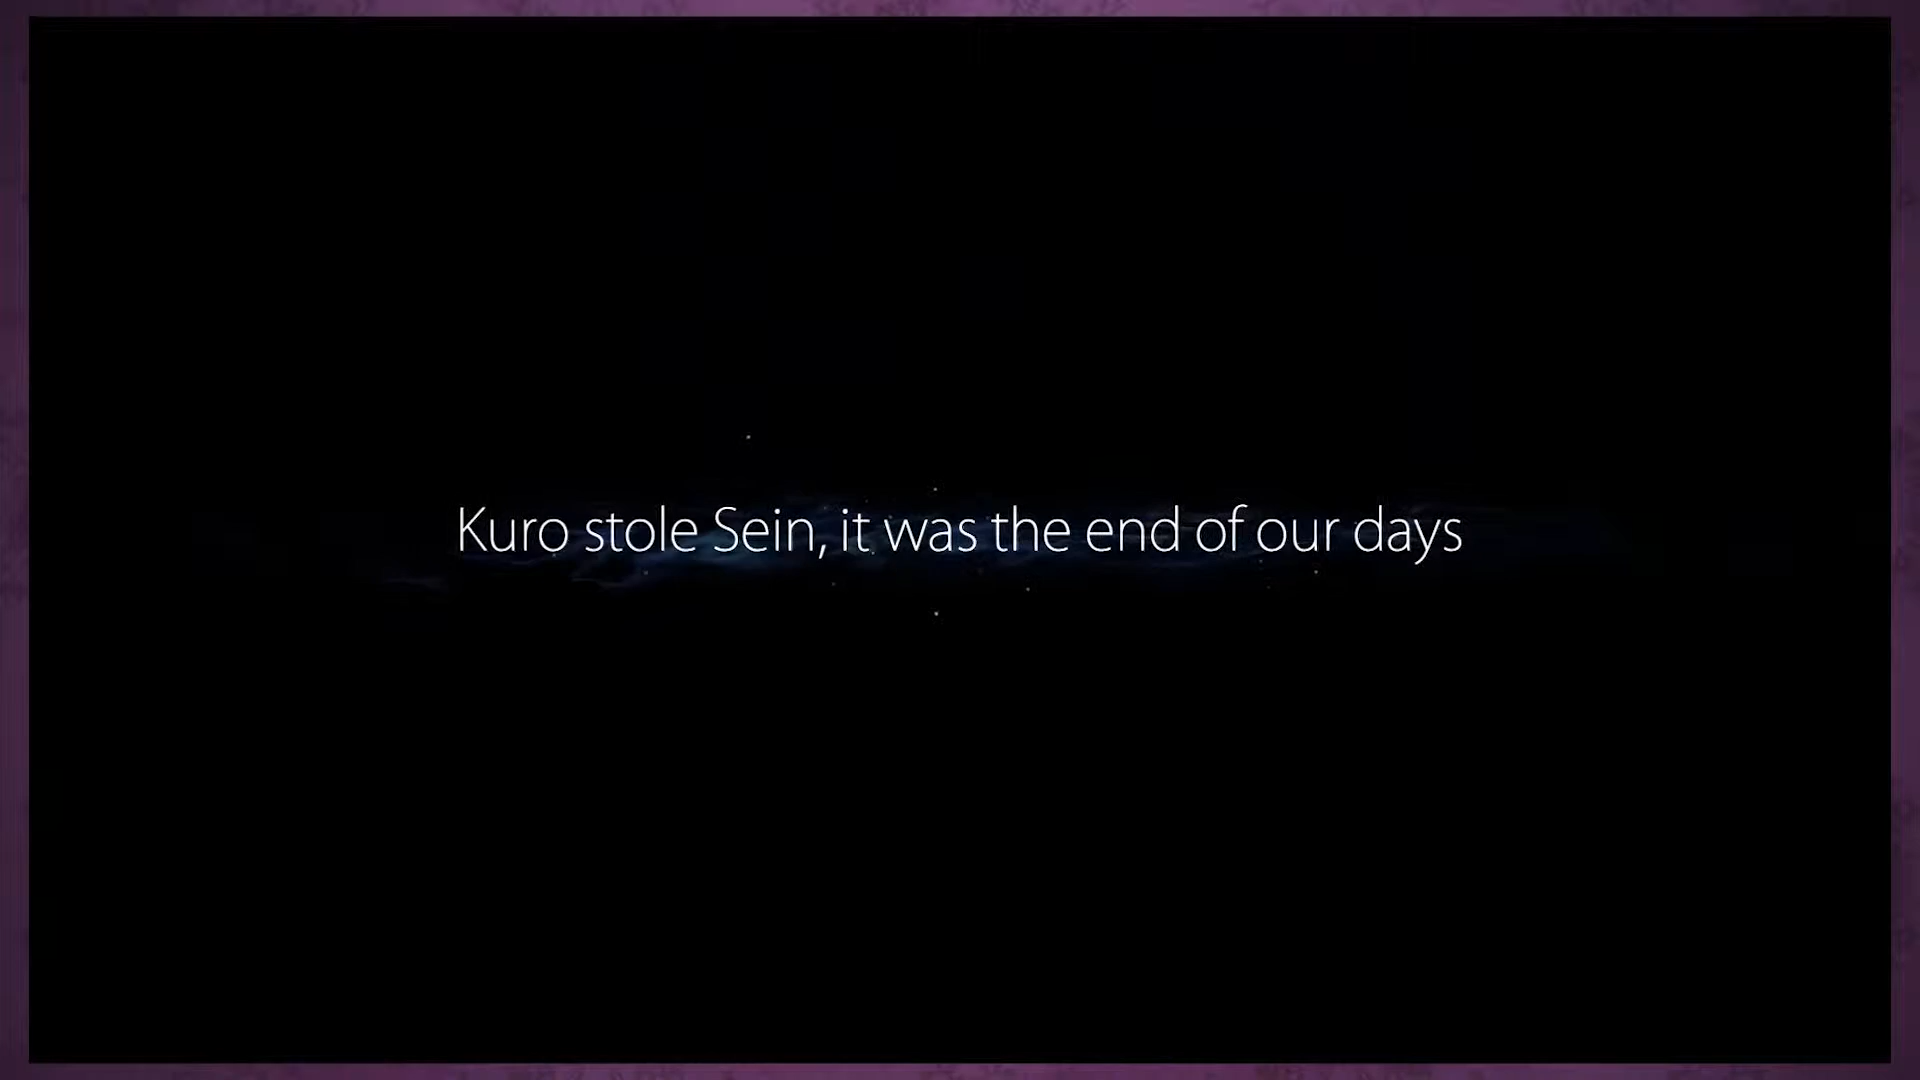 Kuro stole Sein, it was the end of our days